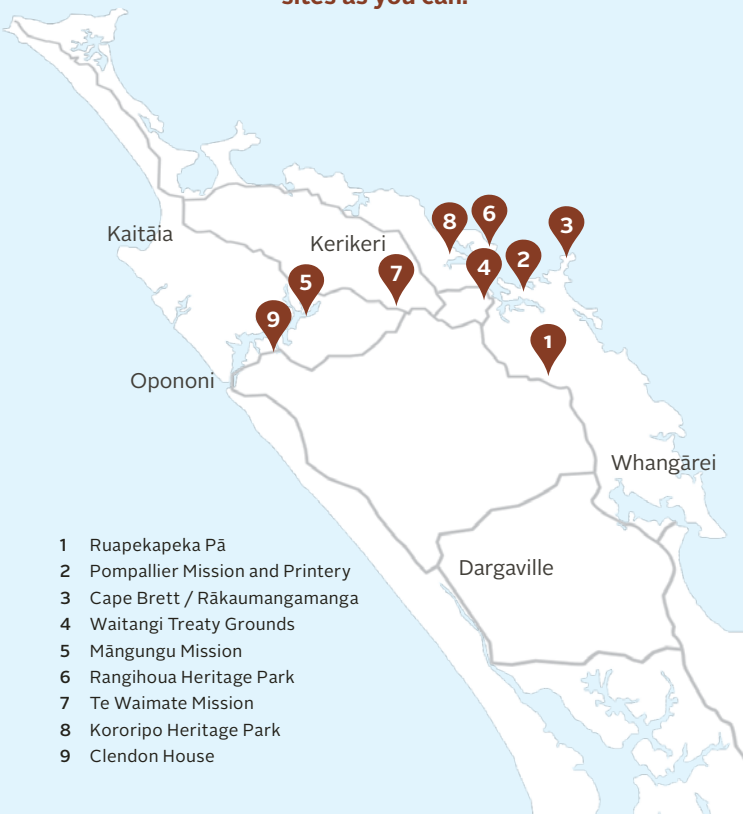 sites as you can.
8
6
3
Kaitāia
Kerikeri
4
2
7
5
9
1
Opononi
Whangārei
Dargaville
1 Ruapekapeka Pā
2 Pompallier Mission and Printery
3 Cape Brett / Rākaumangamanga
4 Waitangi Treaty Grounds
5 Māngungu Mission
6 Rangihoua Heritage Park
7 Te Waimate Mission
8 Kororipo Heritage Park
9 Clendon House